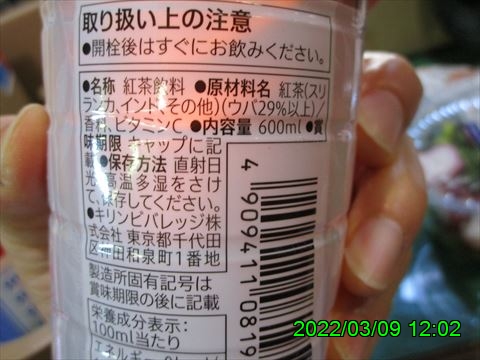 取り扱い上の注意
●開栓後はすぐにお飲みください。
●名称 紅茶飲料 ●原材料名 紅茶(スリ
ランカ、インド、その他)(ウバ29%以上)/
香料、ビタミンC ●内容量 600ml ●賞
味期限 キャップに記
載 ●保存方法 直射日
光、高温多湿をさけ
て、保存してください。
●キリンビバレッジ株
式会社 東京都千代田
区神田和泉町1番地
製造所固有記号は
賞味期限の後に記載
栄養成分表示:
100ml当たり
4 909411 0819
2022/03/09 12:02